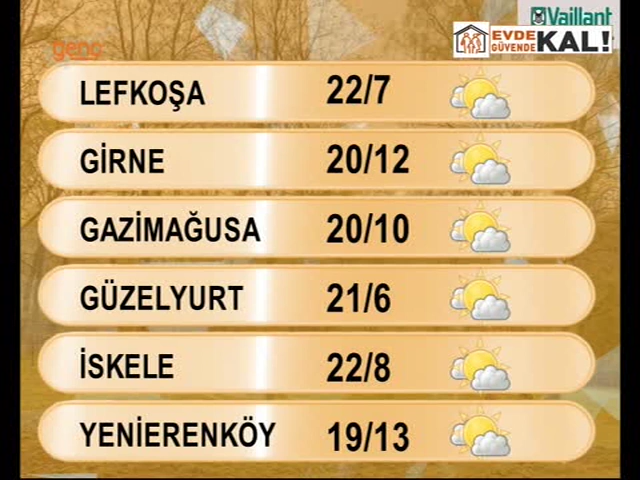 Vaillant
genç
EVDE
GÜVENDE
KAL!
LEFKOŞA 22/7
GİRNE 20/12
GAZİMAĞUSA 20/10
GÜZELYURT 21/6
İSKELE 22/8
YENİERENKÖY 19/13